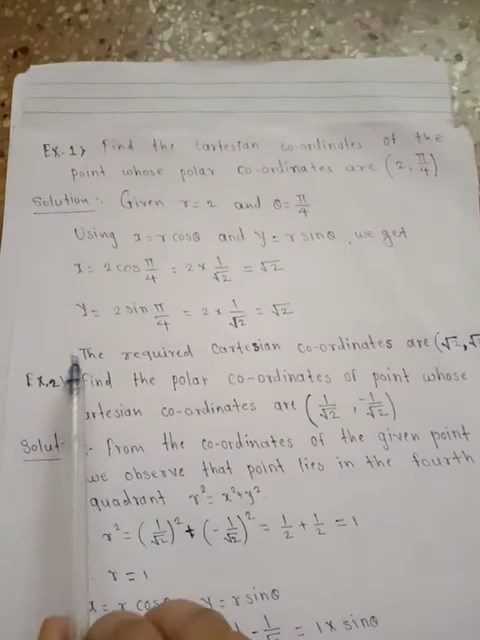 Ex.1) Find the Cartesian co-ordinates of the
point whose polar co-ordinates are (2, π/4)
Solution :- Given r=2 and θ=π/4
Using x=r cosθ and y=r sinθ, we get
x= 2 cos π/4 = 2× 1/√2 = √2
y= 2 sin π/4 = 2× 1/√2 = √2
The required Cartesian co-ordinates are (√2, √
Ex.2) Find the polar co-ordinates of point whose
artesian co-ordinates are (1/√2, -1/√2)
Solut :- From the co-ordinates of the given point
we observe that point lies in the fourth
quadrant r²= x²+y²
r² = (1/√2)² + (-1/√2)² = 1/2 + 1/2 = 1
r = 1
x = r cosθ y = r sinθ
- 1/√2 = 1× sinθ